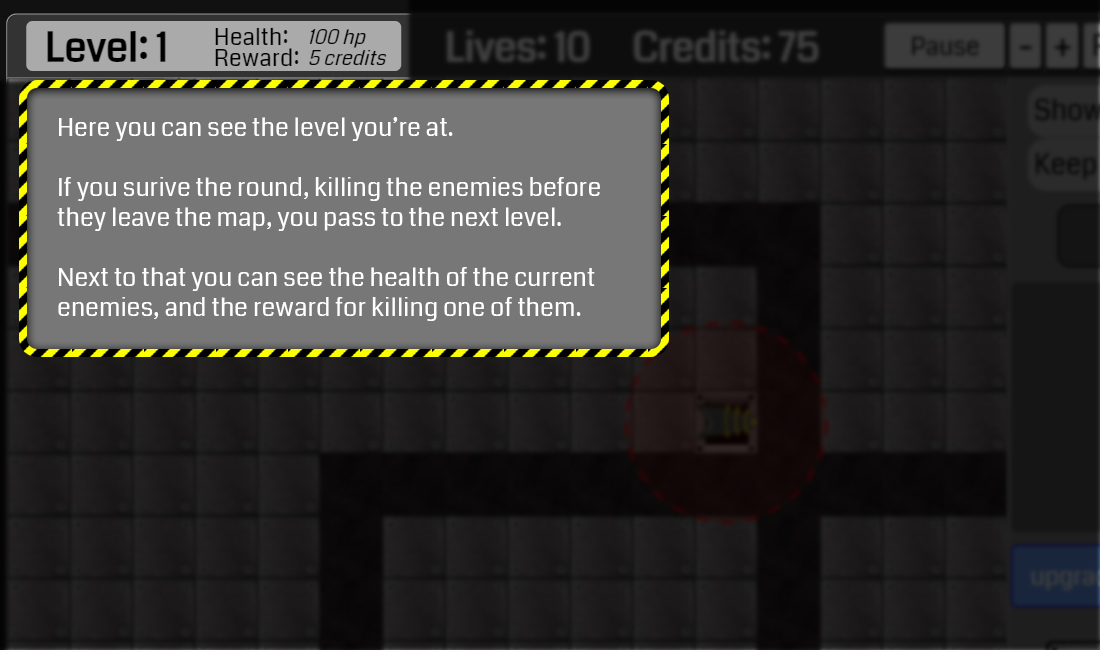 Level: 1
Health: 100 hp
Reward: 5 credits
Lives: 10
Credits: 75
Pause
-
+
Here you can see the level you're at.
If you surive the round, killing the enemies before
they leave the map, you pass to the next level.
Next to that you can see the health of the current
enemies, and the reward for killing one of them.
Show
Keep
upgra